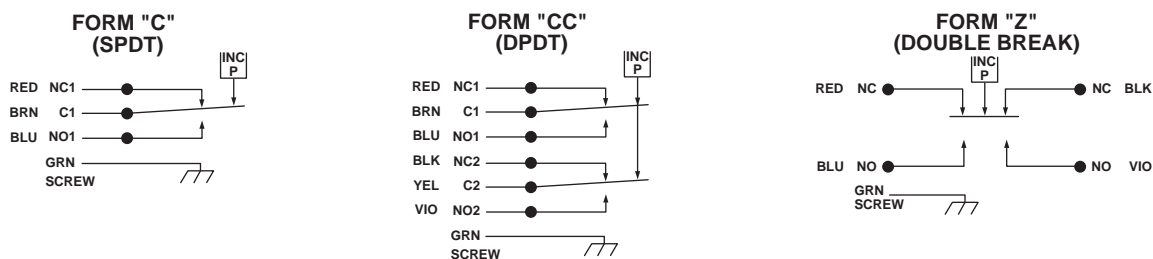 FORM "C"
(SPDT)
INC
P
RED NC1
BRN C1
BLU NO1
GRN
SCREW
FORM "CC"
(DPDT)
INC
P
RED NC1
BRN C1
BLU NO1
BLK NC2
YEL C2
VIO NO2
GRN
SCREW
FORM "Z"
(DOUBLE BREAK)
INC
P
RED NC
NC BLK
BLU NO
NO VIO
GRN
SCREW